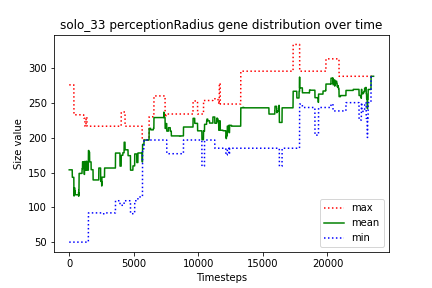 solo_33 perceptionRadius gene distribution over time
Size value
300
250
200
150
100
50
max
mean
min
0
5000
10000
15000
20000
Timesteps